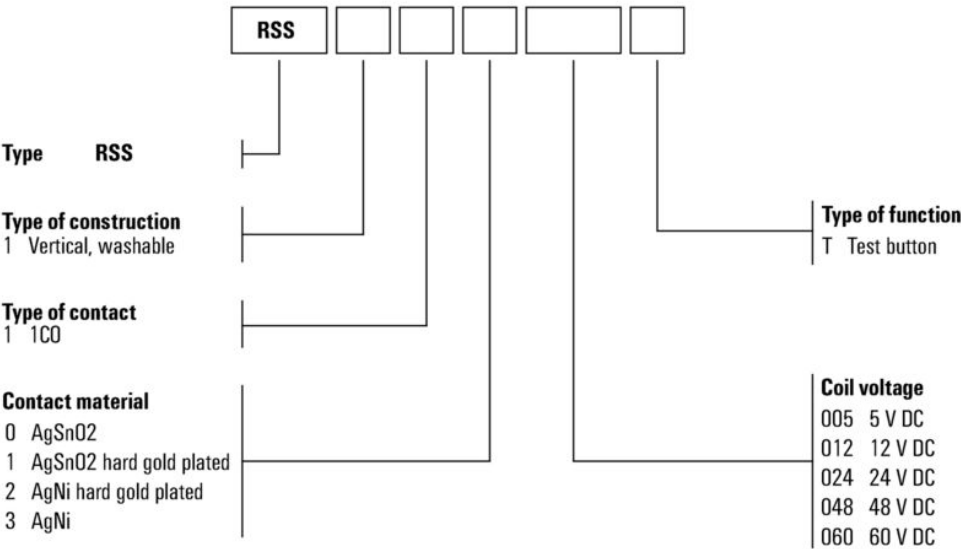 RSS
Type RSS
Type of construction
1 Vertical, washable
Type of contact
1 1CO
Contact material
0 AgSnO2
1 AgSnO2 hard gold plated
2 AgNi hard gold plated
3 AgNi
Type of function
T Test button
Coil voltage
005 5 V DC
012 12 V DC
024 24 V DC
048 48 V DC
060 60 V DC